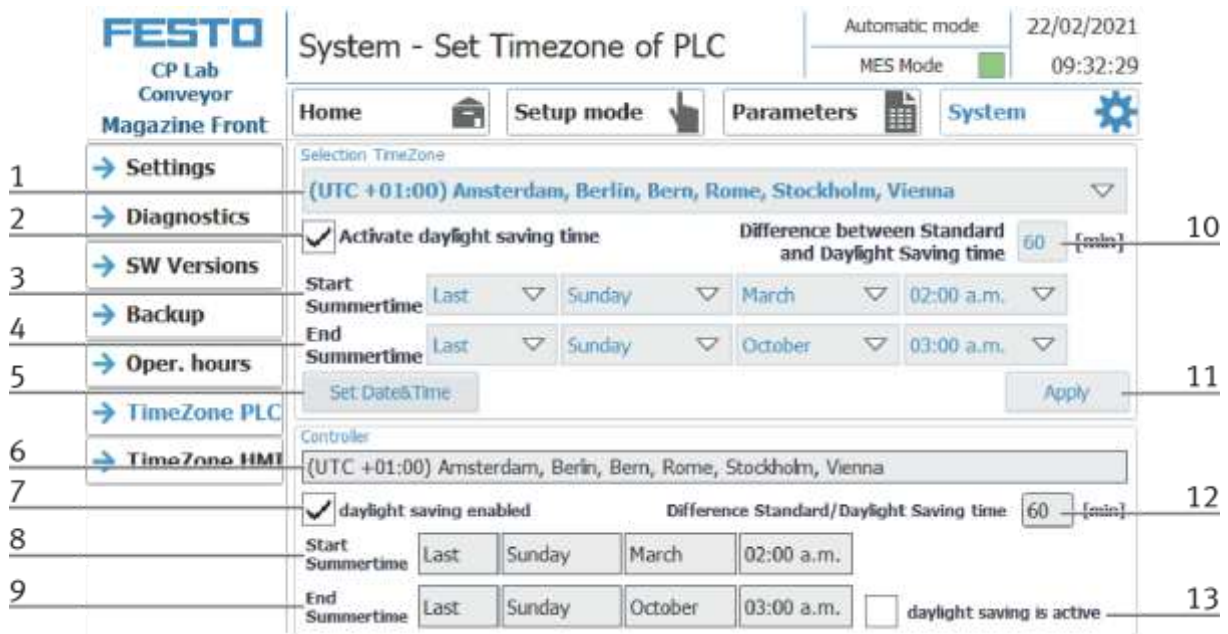 FESTO
CP Lab
Conveyor
Magazine Front
System - Set Timezone of PLC
Automatic mode
MES Mode
22/02/2021
09:32:29
Home
Setup mode
Parameters
System
Settings
Diagnostics
SW Versions
Backup
Oper. hours
TimeZone PLC
TimeZone HMI
1
2
3
4
5
6
7
8
9
Selection TimeZone
(UTC +01:00) Amsterdam, Berlin, Bern, Rome, Stockholm, Vienna
Activate daylight saving time
Difference between Standard
and Daylight Saving time
60 [min]
Start
Summertime
Last Sunday March 02:00 a.m.
End
Summertime
Last Sunday October 03:00 a.m.
Set Date&Time
Apply
Controller
(UTC +01:00) Amsterdam, Berlin, Bern, Rome, Stockholm, Vienna
daylight saving enabled
Difference Standard/Daylight Saving time 60 [min]
Start
Summertime
Last Sunday March 02:00 a.m.
End
Summertime
Last Sunday October 03:00 a.m.
daylight saving is active
10
11
12
13